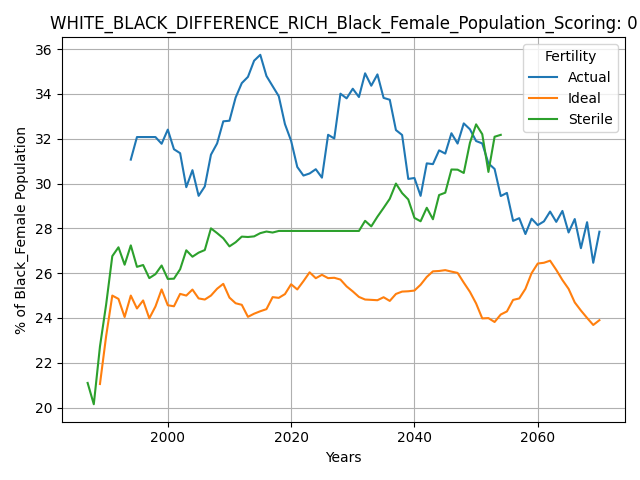 WHITE_BLACK_DIFFERENCE_RICH_Black_Female_Population_Scoring: 0
Fertility
Actual
Ideal
Sterile
% of Black_Female Population
36
34
32
30
28
26
24
22
20
2000 2020 2040 2060
Years